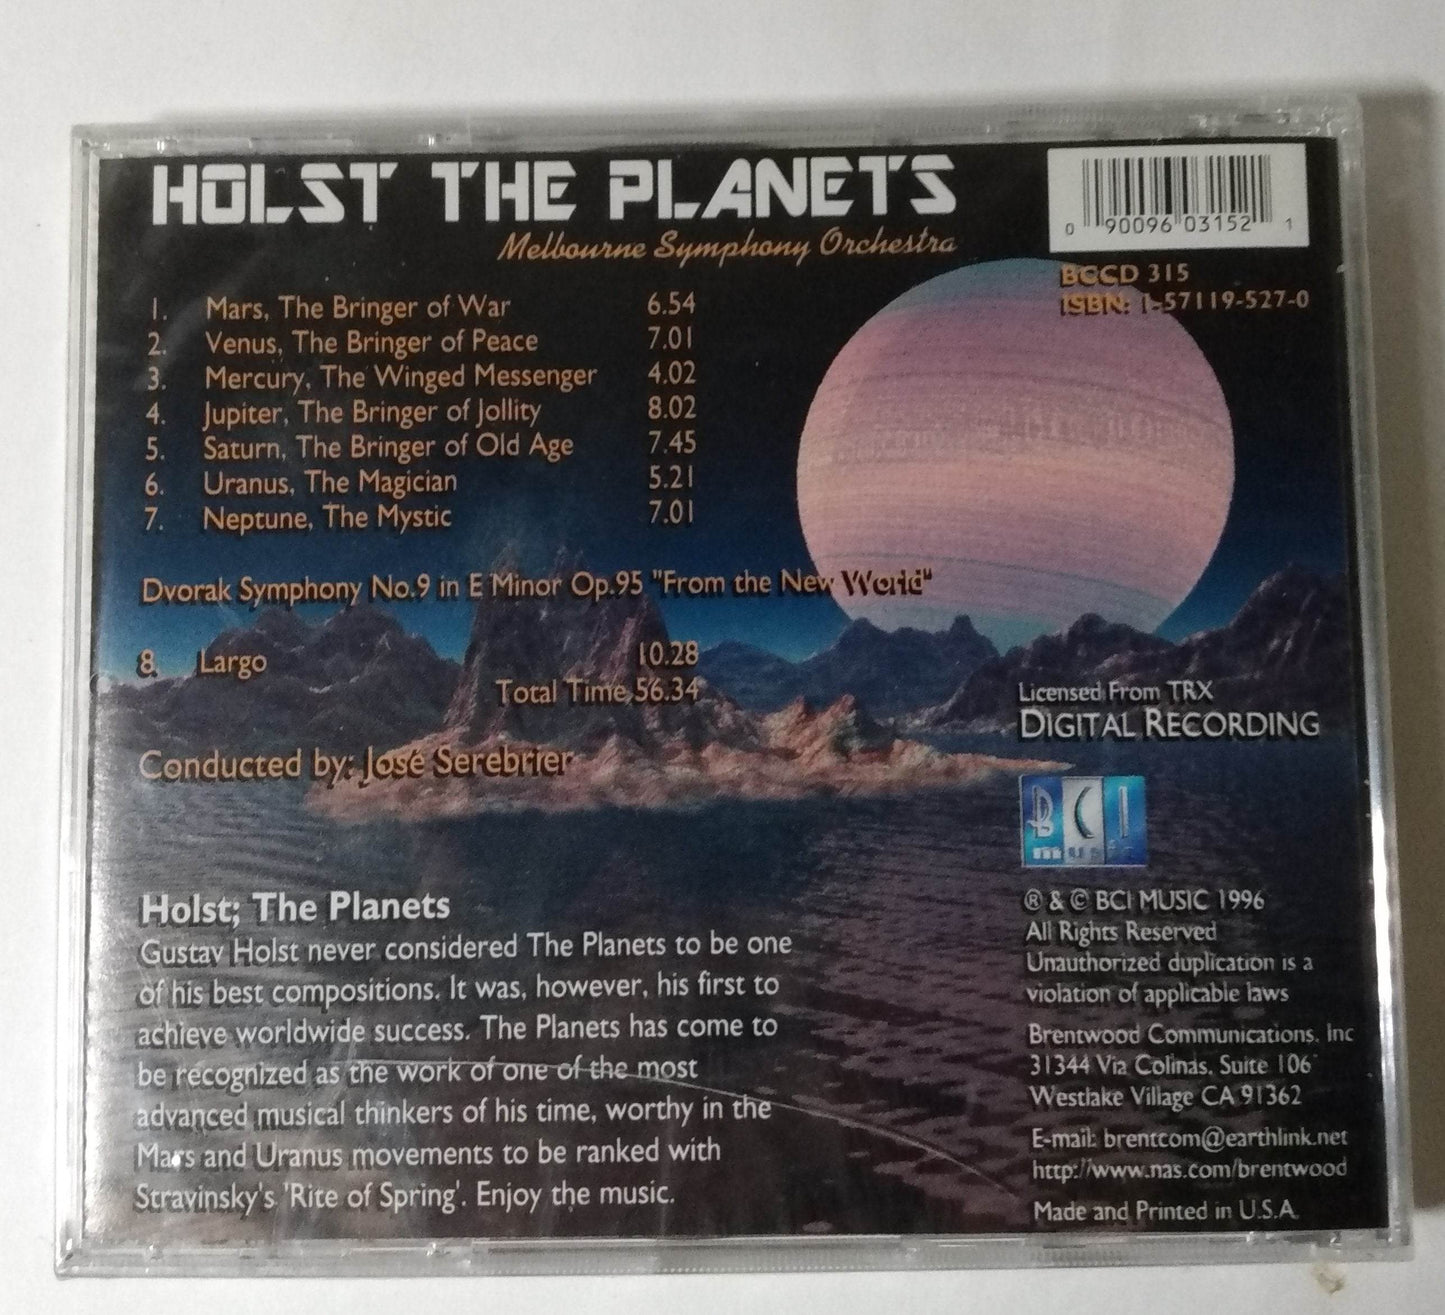 HOLST THE PLANETS
Melbourne Symphony Orchestra
0 90096 03152 1
BCCD 315
ISBN: 1-57119-527-0
1. Mars, The Bringer of War 6.54
2. Venus, The Bringer of Peace 7.01
3. Mercury, The Winged Messenger 4.02
4. Jupiter, The Bringer of Jollity 8.02
5. Saturn, The Bringer of Old Age 7.45
6. Uranus, The Magician 5.21
7. Neptune, The Mystic 7.01
Dvorak Symphony No.9 in E Minor Op.95 "From the New World"
8. Largo 10.28
Total Time 56.34
Conducted by: José Serebrier
Licensed From TRX
DIGITAL RECORDING
BCI
music
Holst; The Planets
Gustav Holst never considered The Planets to be one
of his best compositions. It was, however, his first to
achieve worldwide success. The Planets has come to
be recognized as the work of one of the most
advanced musical thinkers of his time, worthy in the
Mars and Uranus movements to be ranked with
Stravinsky's 'Rite of Spring'. Enjoy the music.
® & © BCI MUSIC 1996
All Rights Reserved
Unauthorized duplication is a
violation of applicable laws
Brentwood Communications, Inc
31344 Via Colinas, Suite 106
Westlake Village CA 91362
E-mail: brentcom@earthlink.net
http://www.nas.com/brentwood
Made and Printed in U.S.A.